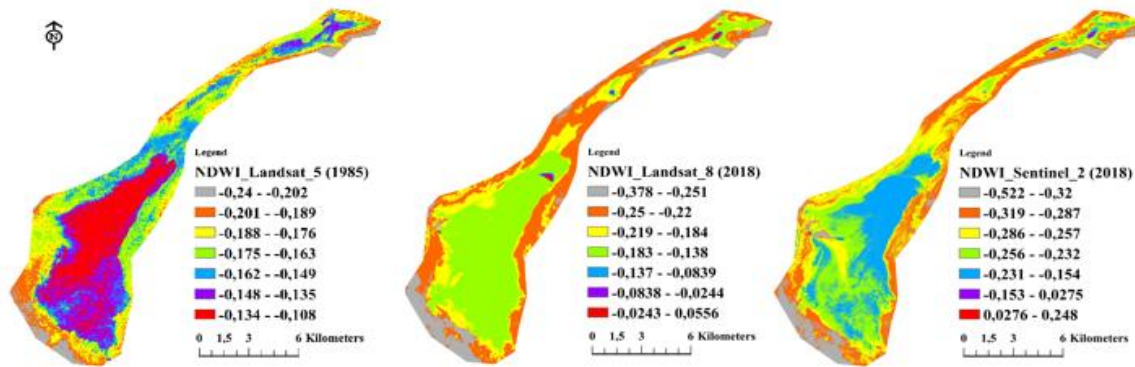 N
Legend
NDWI_Landsat_5 (1985)
-0,24 - -0,202
-0,201 - -0,189
-0,188 - -0,176
-0,175 - -0,163
-0,162 - -0,149
-0,148 - -0,135
-0,134 - -0,108
0 1,5 3 6 Kilometers
Legend
NDWI_Landsat_8 (2018)
-0,378 - -0,251
-0,25 - -0,22
-0,219 - -0,184
-0,183 - -0,138
-0,137 - -0,0839
-0,0838 - -0,0244
-0,0243 - 0,0556
0 1,5 3 6 Kilometers
Legend
NDWI_Sentinel_2 (2018)
-0,522 - -0,32
-0,319 - -0,287
-0,286 - -0,257
-0,256 - -0,232
-0,231 - -0,154
-0,153 - 0,0275
0,0276 - 0,248
0 1,5 3 6 Kilometers